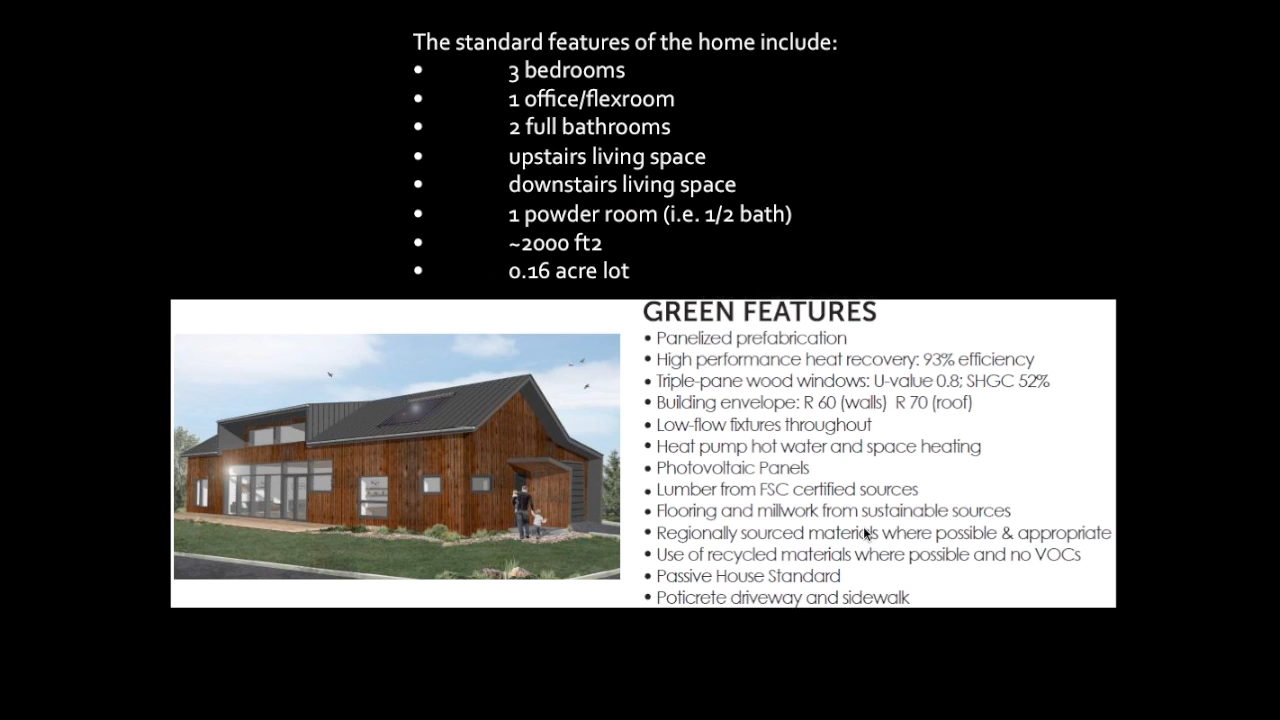 The standard features of the home include:
• 3 bedrooms
• 1 office/flexroom
• 2 full bathrooms
• upstairs living space
• downstairs living space
• 1 powder room (i.e. 1/2 bath)
• ~2000 ft2
• 0.16 acre lot
GREEN FEATURES
• Panelized prefabrication
• High performance heat recovery: 93% efficiency
• Triple-pane wood windows: U-value 0.8; SHGC 52%
• Building envelope: R 60 (walls) R 70 (roof)
• Low-flow fixtures throughout
• Heat pump hot water and space heating
• Photovoltaic Panels
• Lumber from FSC certified sources
• Flooring and millwork from sustainable sources
• Regionally sourced materials where possible & appropriate
• Use of recycled materials where possible and no VOCs
• Passive House Standard
• Poticrete driveway and sidewalk